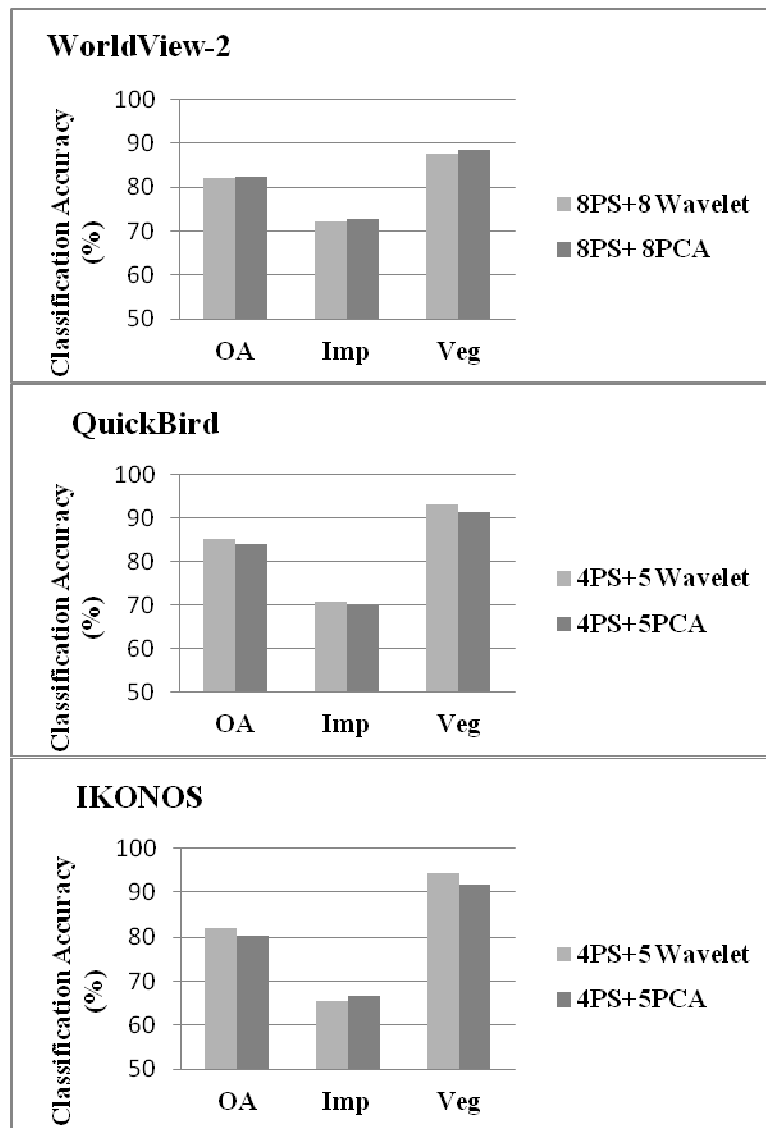 WorldView-2
Classification Accuracy
(%)
100
90
80
70
60
50
OA Imp Veg
8PS+8 Wavelet
8PS+ 8PCA
QuickBird
Classification Accuracy
(%)
100
90
80
70
60
50
OA Imp Veg
4PS+5 Wavelet
4PS+5PCA
IKONOS
Classification Accuracy
(%)
100
90
80
70
60
50
OA Imp Veg
4PS+5 Wavelet
4PS+5PCA